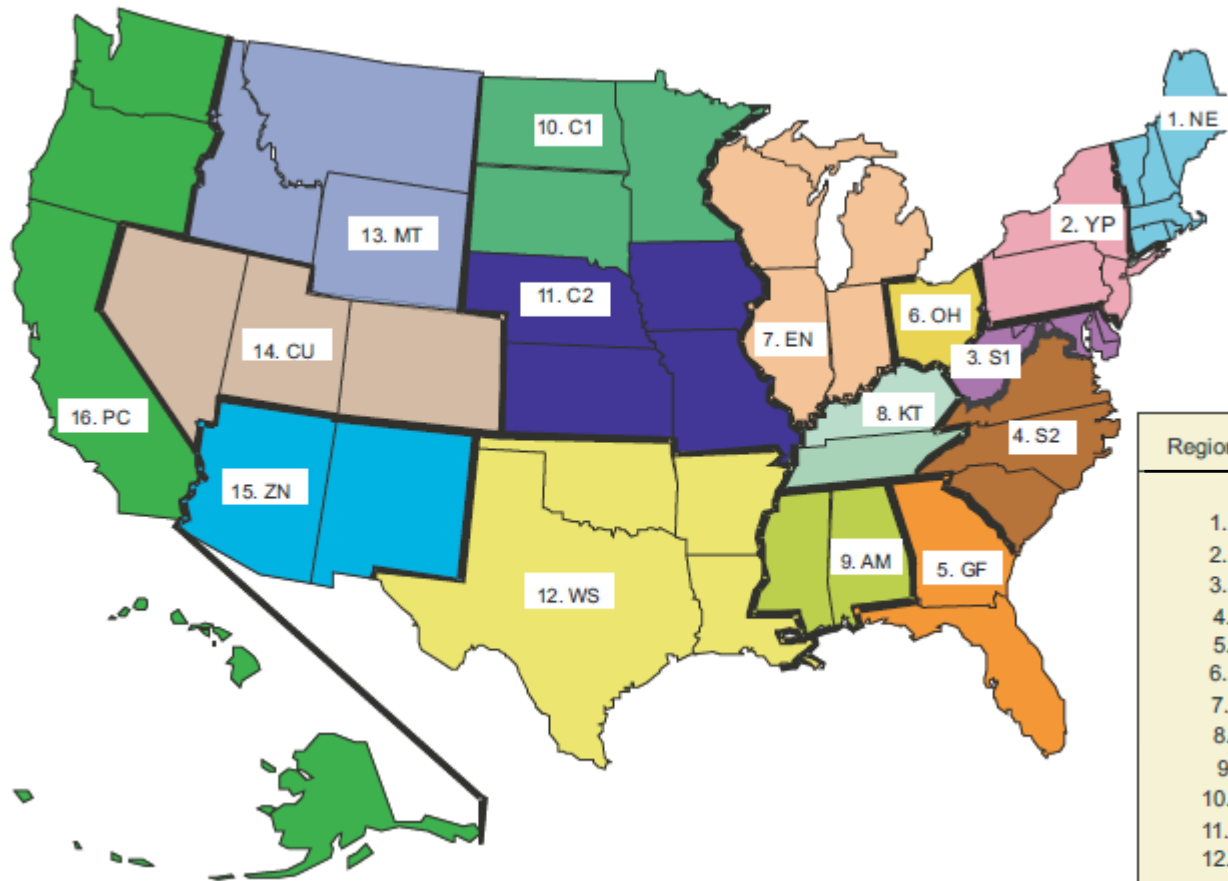 1. NE
10. C1
2. YP
13. MT
11. C2
6. OH
7. EN
14. CU
3. S1
16. PC
8. KT
4. S2
15. ZN
9. AM
5. GF
12. WS
Region
1.
2.
3.
4.
5.
6.
7.
8.
9
10.
11.
12.